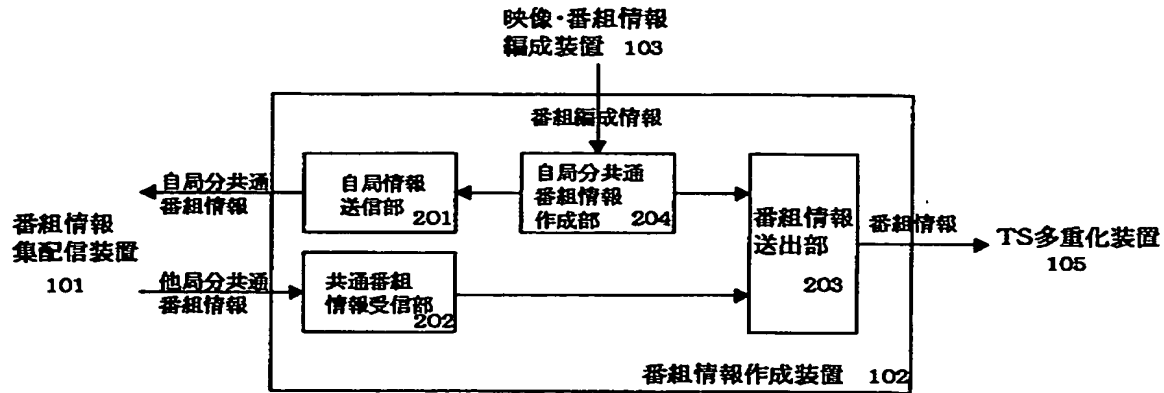 映像・番組情報
編成装置 103
番組編成情報
自局分共通
番組情報
自局情報
送信部
201
自局分共通
番組情報
作成部
204
番組情報
集配信装置
101
他局分共通
番組情報
共通番組
情報受信部
202
番組情報
送出部
203
番組情報
TS多重化装置
105
番組情報作成装置 102